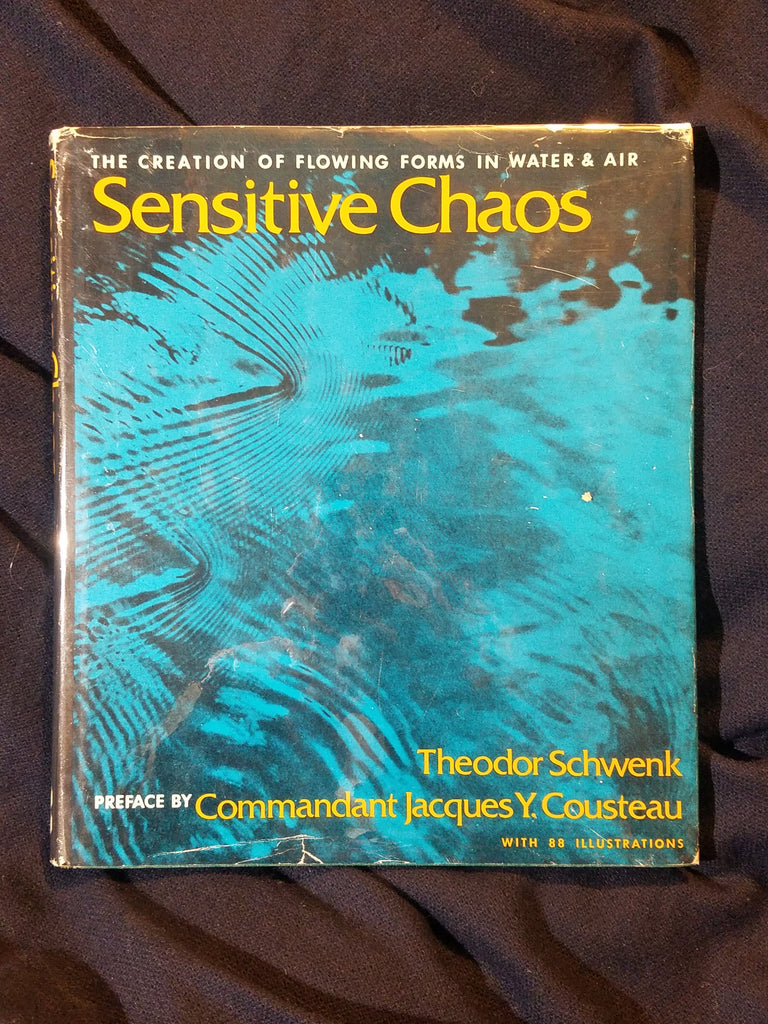 THE CREATION OF FLOWING FORMS IN WATER & AIR
Sensitive Chaos
Theodor Schwenk
PREFACE BY Commandant Jacques Y. Cousteau
WITH 88 ILLUSTRATIONS